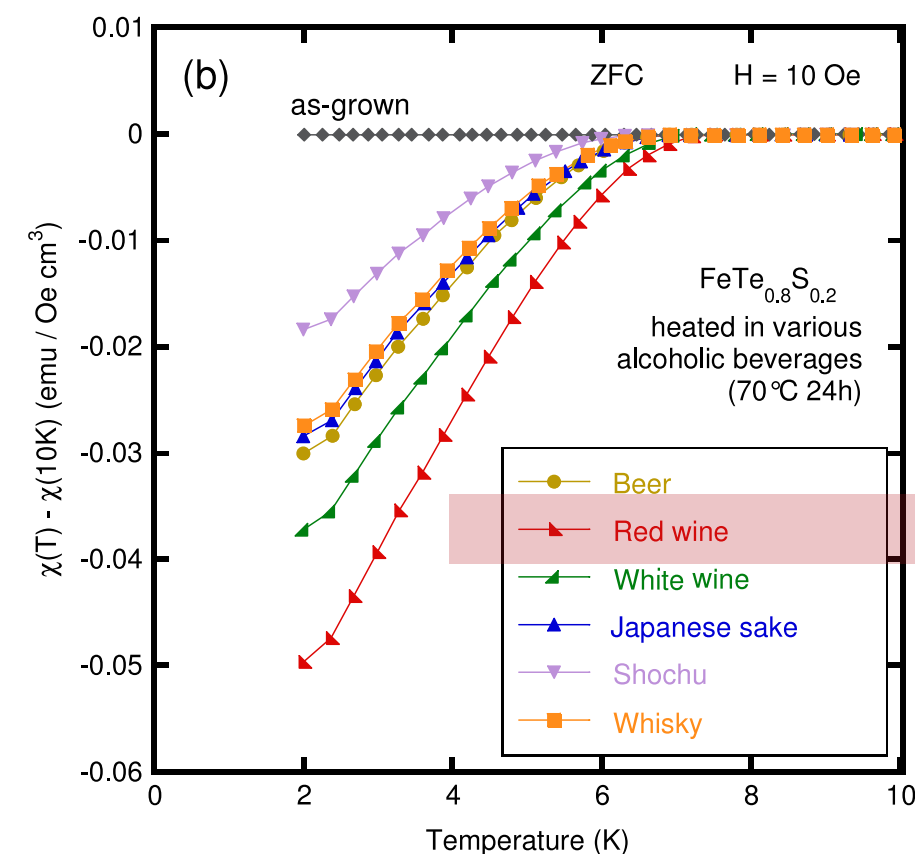 (b)
ZFC
H = 10 Oe
as-grown
FeTe0.8S0.2
heated in various
alcoholic beverages
(70°C 24h)
Beer
Red wine
White wine
Japanese sake
Shochu
Whisky
χ(T) - χ(10K) (emu / Oe cm³)
0.01
0
-0.01
-0.02
-0.03
-0.04
-0.05
-0.06
0 2 4 6 8 10
Temperature (K)